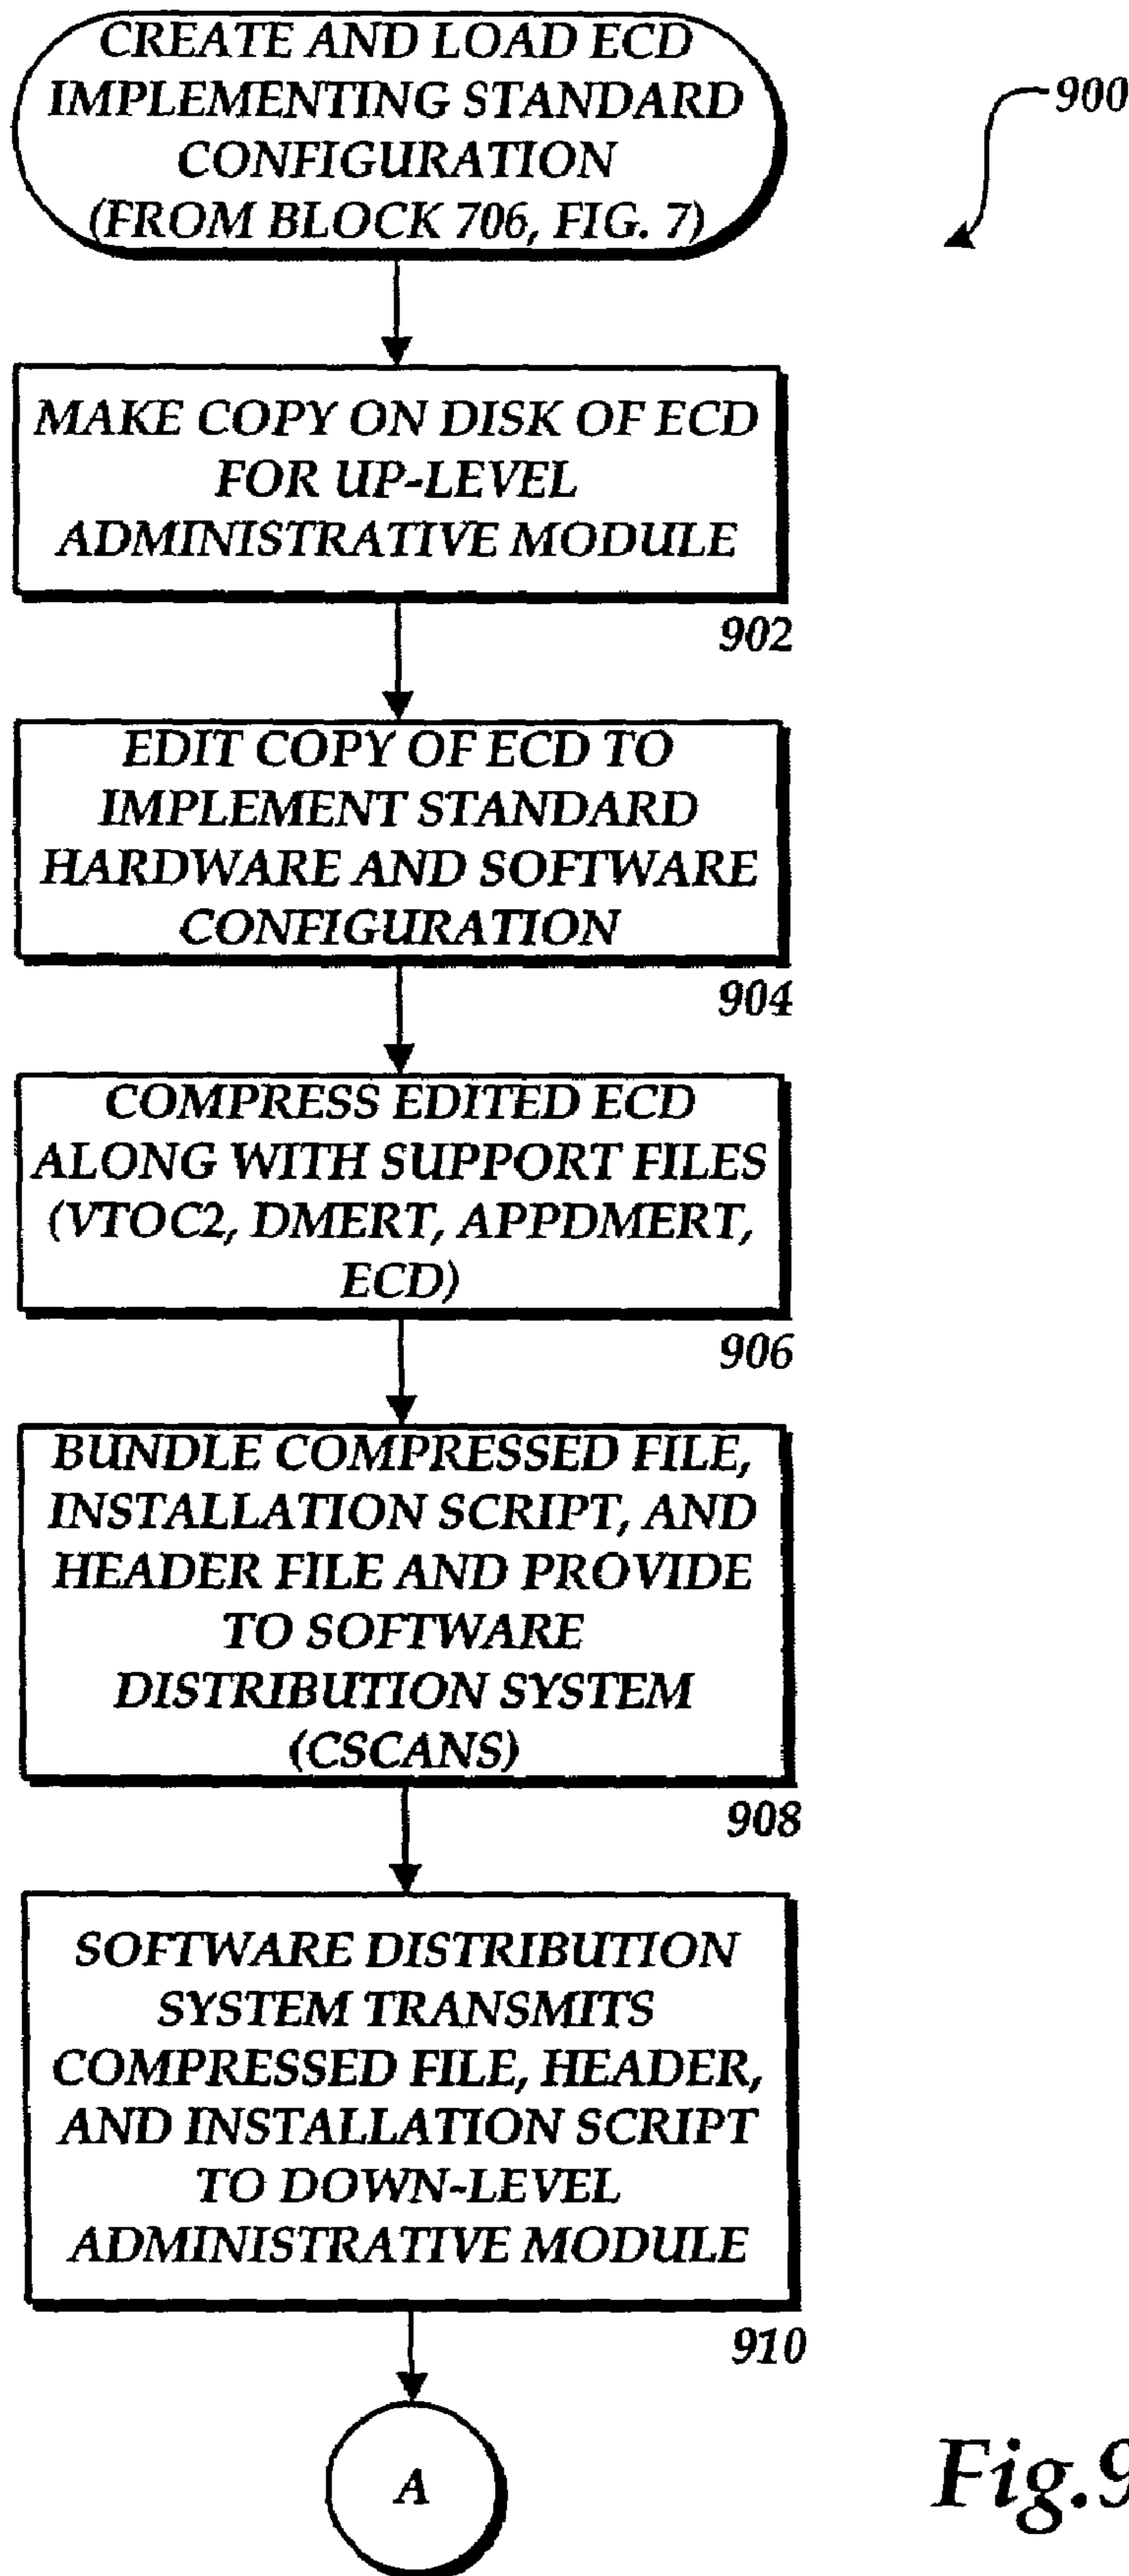 CREATE AND LOAD ECD
IMPLEMENTING STANDARD
CONFIGURATION
(FROM BLOCK 706, FIG. 7)
900
MAKE COPY ON DISK OF ECD
FOR UP-LEVEL
ADMINISTRATIVE MODULE
902
EDIT COPY OF ECD TO
IMPLEMENT STANDARD
HARDWARE AND SOFTWARE
CONFIGURATION
904
COMPRESS EDITED ECD
ALONG WITH SUPPORT FILES
(VTOC2, DMERT, APPDMERT,
ECD)
906
BUNDLE COMPRESSED FILE,
INSTALLATION SCRIPT, AND
HEADER FILE AND PROVIDE
TO SOFTWARE
DISTRIBUTION SYSTEM
(CSCANS)
908
SOFTWARE DISTRIBUTION
SYSTEM TRANSMITS
COMPRESSED FILE, HEADER,
AND INSTALLATION SCRIPT
TO DOWN-LEVEL
ADMINISTRATIVE MODULE
910
A
Fig.9